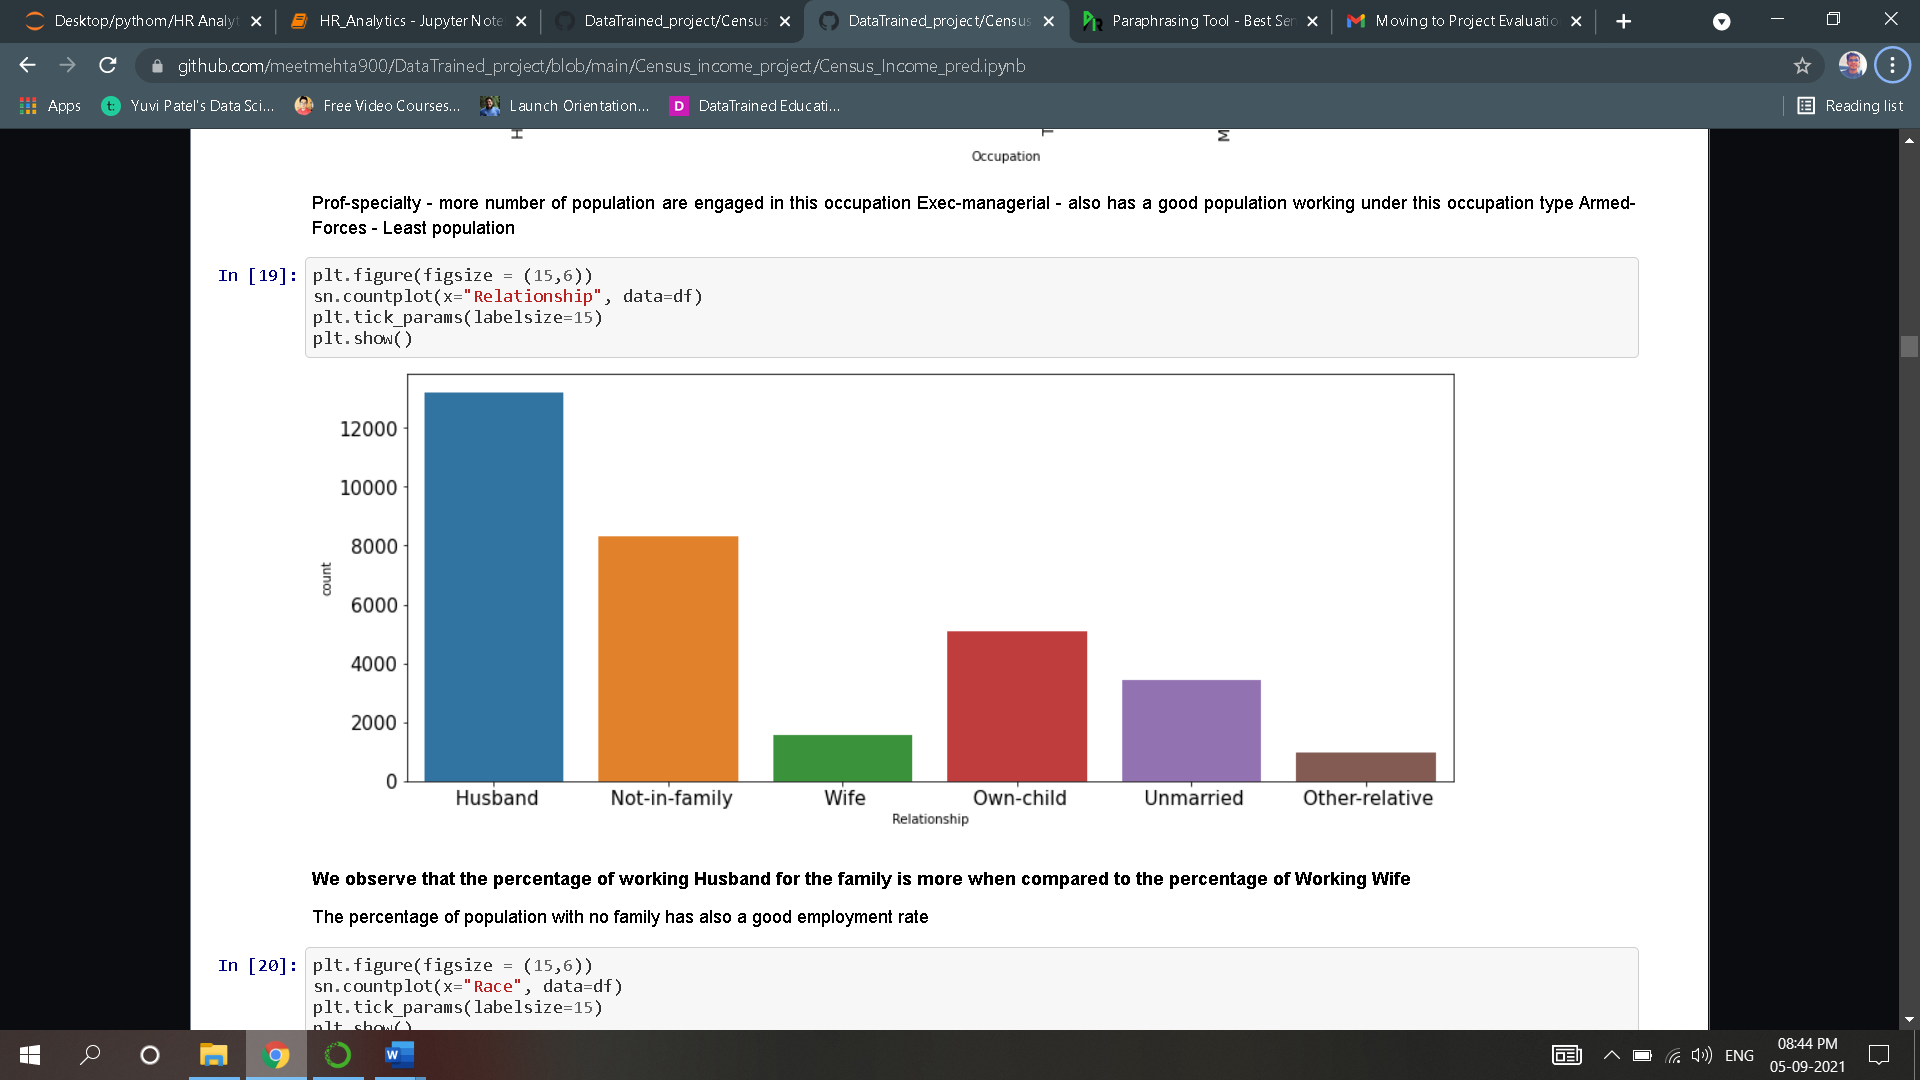 Desktop/pythom/HR Analyt
HR_Analytics - Jupyter Note
DataTrained_project/Census
DataTrained_project/Census
Paraphrasing Tool - Best Sen
Moving to Project Evaluatio
github.com/meetmehta900/DataTrained_project/blob/main/Census_income_project/Census_Income_pred.ipynb
Apps
Yuvi Patel's Data Sci...
Free Video Courses...
Launch Orientation...
D DataTrained Educati...
Reading list
Occupation
Prof-specialty - more number of population are engaged in this occupation Exec-managerial - also has a good population working under this occupation type Armed-
Forces - Least population
In [19]:
plt.figure(figsize = (15,6))
sn.countplot(x="Relationship", data=df)
plt.tick_params(labelsize=15)
plt.show()
12000
10000
8000
6000
4000
2000
0
count
Husband Not-in-family Wife Own-child Unmarried Other-relative
Relationship
We observe that the percentage of working Husband for the family is more when compared to the percentage of Working Wife
The percentage of population with no family has also a good employment rate
In [20]:
plt.figure(figsize = (15,6))
sn.countplot(x="Race", data=df)
plt.tick_params(labelsize=15)
plt.show()
ENG
08:44 PM
05-09-2021